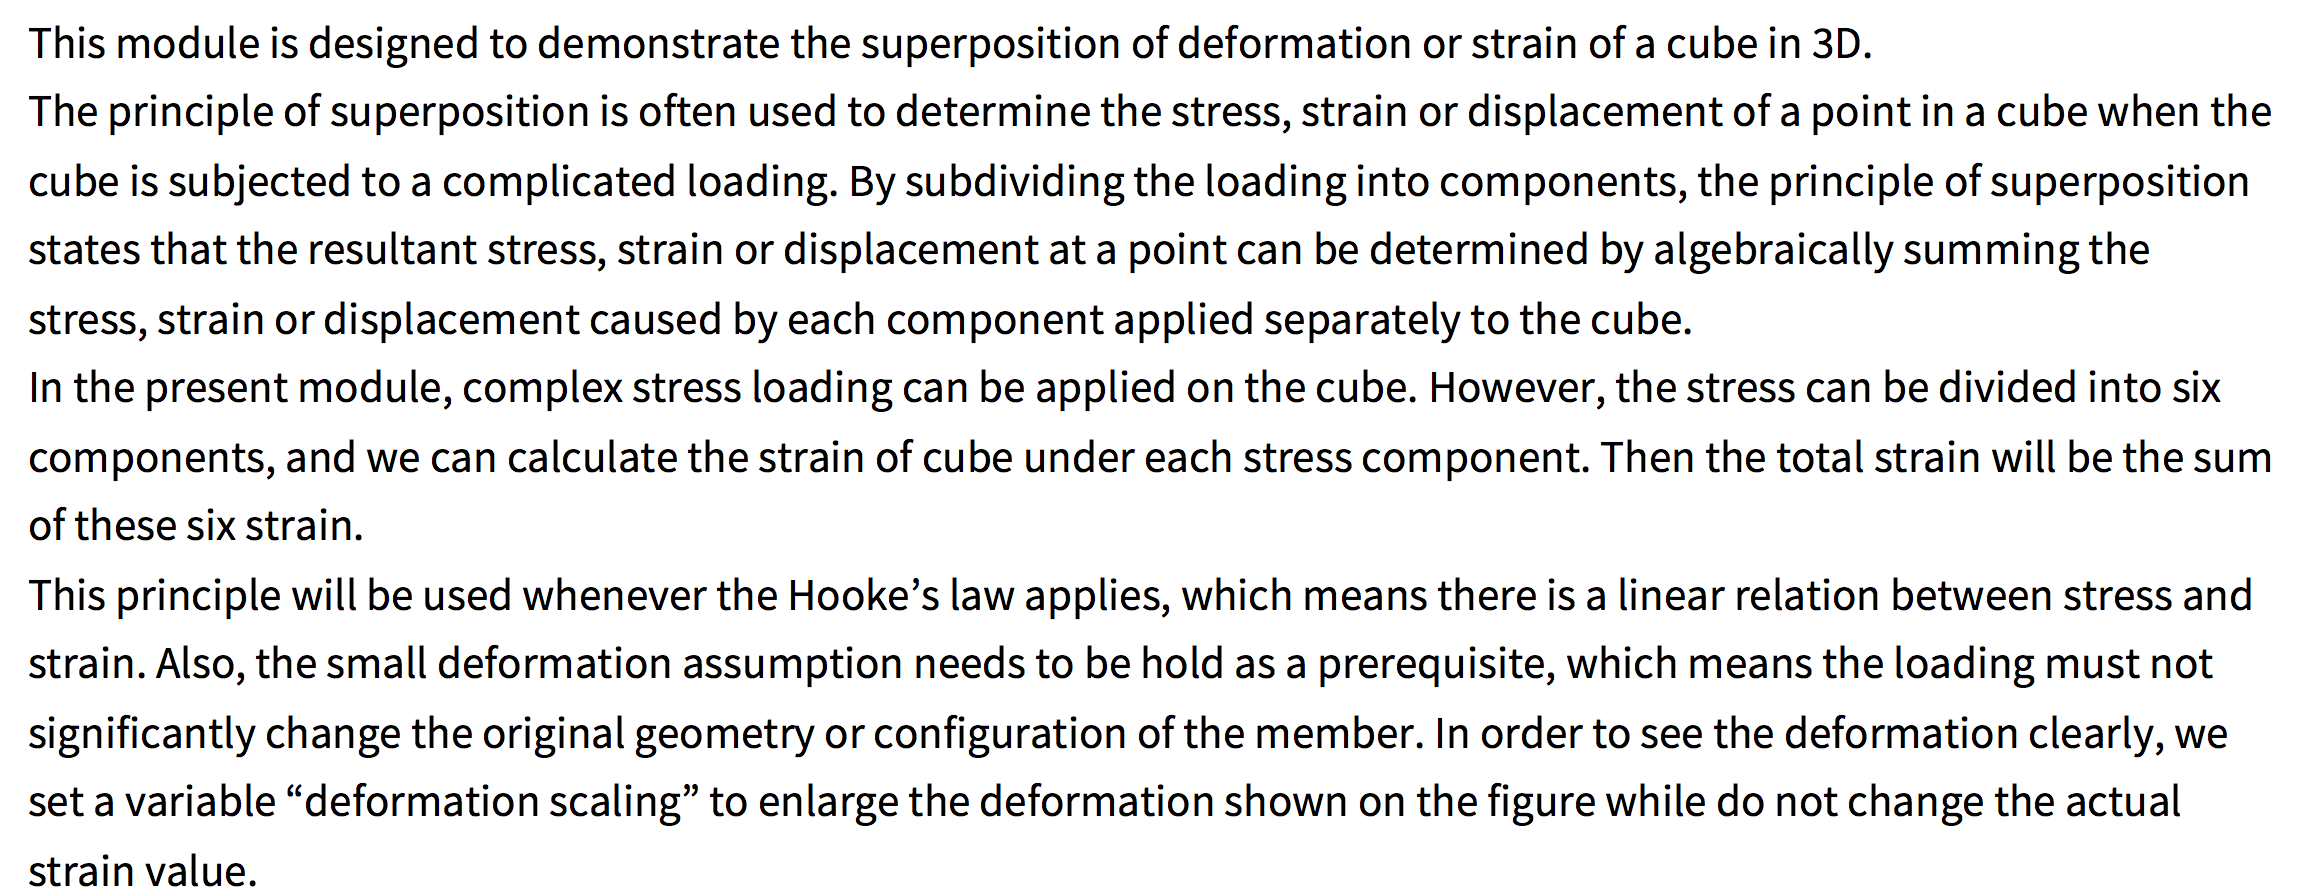 This module is designed to demonstrate the superposition of deformation or strain of a cube in 3D.
The principle of superposition is often used to determine the stress, strain or displacement of a point in a cube when the
cube is subjected to a complicated loading. By subdividing the loading into components, the principle of superposition
states that the resultant stress, strain or displacement at a point can be determined by algebraically summing the
stress, strain or displacement caused by each component applied separately to the cube.
In the present module, complex stress loading can be applied on the cube. However, the stress can be divided into six
components, and we can calculate the strain of cube under each stress component. Then the total strain will be the sum
of these six strain.
This principle will be used whenever the Hooke’s law applies, which means there is a linear relation between stress and
strain. Also, the small deformation assumption needs to be hold as a prerequisite, which means the loading must not
significantly change the original geometry or configuration of the member. In order to see the deformation clearly, we
set a variable “deformation scaling” to enlarge the deformation shown on the figure while do not change the actual
strain value.